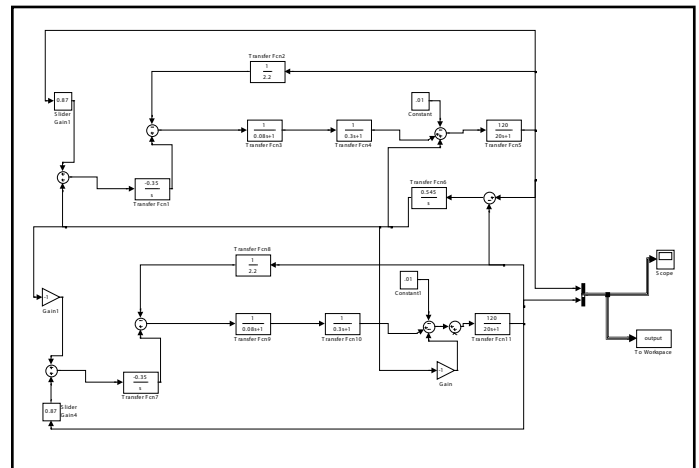 Transfer Fcn2
1
2.2
0.87
Slider
Gain1
.01
Constant
1
0.08s+1
Transfer Fcn3
1
0.3s+1
Transfer Fcn4
120
20s+1
Transfer Fcn5
-0.35
s
Transfer Fcn1
Transfer Fcn6
0.545
s
Transfer Fcn8
1
2.2
Scope
.01
Constant1
-1
Gain1
1
0.08s+1
Transfer Fcn9
1
0.3s+1
Transfer Fcn10
120
20s+1
Transfer Fcn11
output
To Workspace
-0.35
s
Transfer Fcn7
-1
Gain
0.87
Slider
Gain4